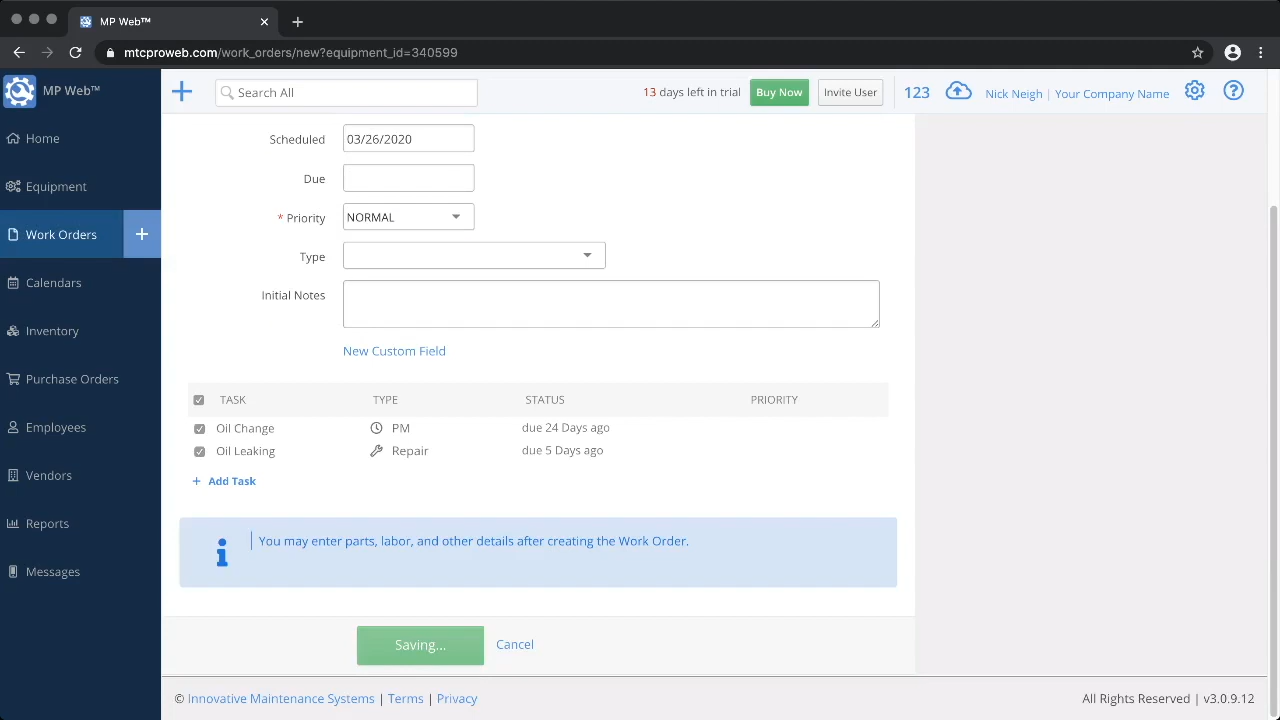 MP Web™
mtcproweb.com/work_orders/new?equipment_id=340599
MP Web™
Search All
13 days left in trial
Buy Now
Invite User
123
Nick Neigh | Your Company Name
Home
Equipment
Work Orders
Calendars
Inventory
Purchase Orders
Employees
Vendors
Reports
Messages
Scheduled 03/26/2020
Due
* Priority NORMAL
Type
Initial Notes
New Custom Field
TASK TYPE STATUS PRIORITY
Oil Change PM due 24 Days ago
Oil Leaking Repair due 5 Days ago
+ Add Task
You may enter parts, labor, and other details after creating the Work Order.
Saving... Cancel
© Innovative Maintenance Systems | Terms | Privacy
All Rights Reserved | v3.0.9.12